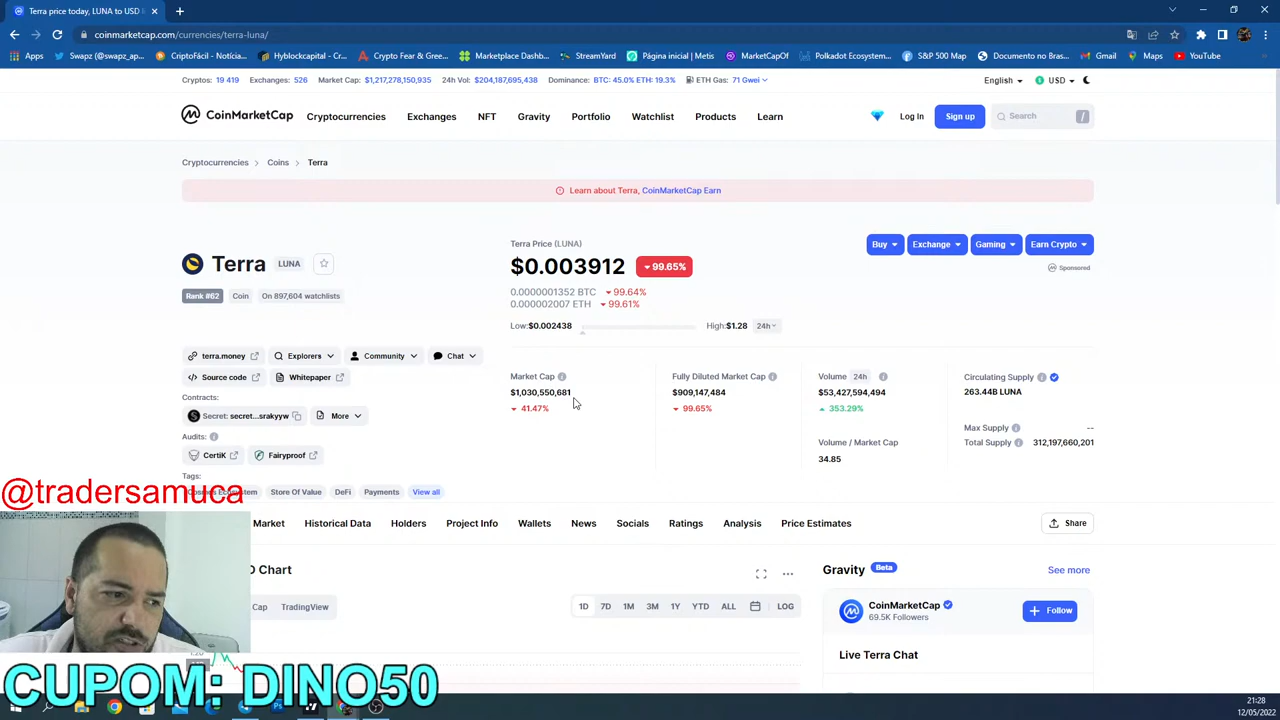 Terra price today, LUNA to USD l
coinmarketcap.com/currencies/terra-luna/
Apps Swapz (@swapz_ap... CriptoFácil - Notícia... Hyblockcapital - Cr... Crypto Fear & Gree... Marketplace Dashb... StreamYard Página inicial | Metis MarketCapOf Polkadot Ecosystem... S&P 500 Map Documento no Bras... Gmail Maps YouTube
Cryptos: 19 419 Exchanges: 526 Market Cap: $1,217,278,150,935 24h Vol: $204,187,695,438 Dominance: BTC: 45.0% ETH: 19.3% ETH Gas: 71 Gwei English USD
CoinMarketCap Cryptocurrencies Exchanges NFT Gravity Portfolio Watchlist Products Learn Log In Sign up Search /
Cryptocurrencies > Coins > Terra
Learn about Terra, CoinMarketCap Earn
Terra LUNA
Rank #62 Coin On 897,604 watchlists
Terra Price (LUNA)
$0.003912 99.65%
0.0000001352 BTC 99.64%
0.000002007 ETH 99.61%
Low:$0.002438 High:$1.28 24h
Buy Exchange Gaming Earn Crypto
Sponsored
terra.money Explorers Community Chat
Source code Whitepaper
Contracts:
Secret: secret...srakyyw More
Audits:
CertiK Fairyproof
Tags:
Cosmos Ecosystem Store Of Value DeFi Payments View all
Market Cap
$1,030,550,681
41.47%
Fully Diluted Market Cap
$909,147,484
99.65%
Volume 24h
$53,427,594,494
353.29%
Volume / Market Cap
34.85
Circulating Supply
263.44B LUNA
Max Supply --
Total Supply 312,197,660,201
@tradersamuca
Market Historical Data Holders Project Info Wallets News Socials Ratings Analysis Price Estimates Share
D Chart
Cap TradingView 1D 7D 1M 3M 1Y YTD ALL LOG
Gravity Beta See more
CoinMarketCap
69.5K Followers
Follow
Live Terra Chat
1.20
CUPOM: DINO50
21:28
12/05/2022